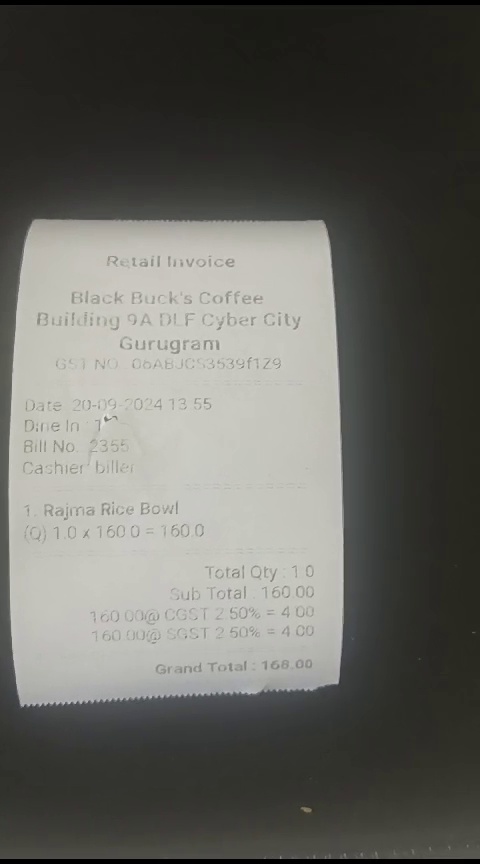 Retail Invoice
Black Buck's Coffee
Building 9A DLF Cyber City
Gurugram
GST NO.
Date 20-09-2024 13:55
Dine In :
Bill No. 2355
Cashier: biller
1. Rajma Rice Bowl
(Q) 1.0 x 160.0 = 160.0
Total Qty : 1.0
Sub Total : 160.00
160.00@ CGST 2.50% = 4.00
160.00@ SGST 2.50% = 4.00
Grand Total : 168.00